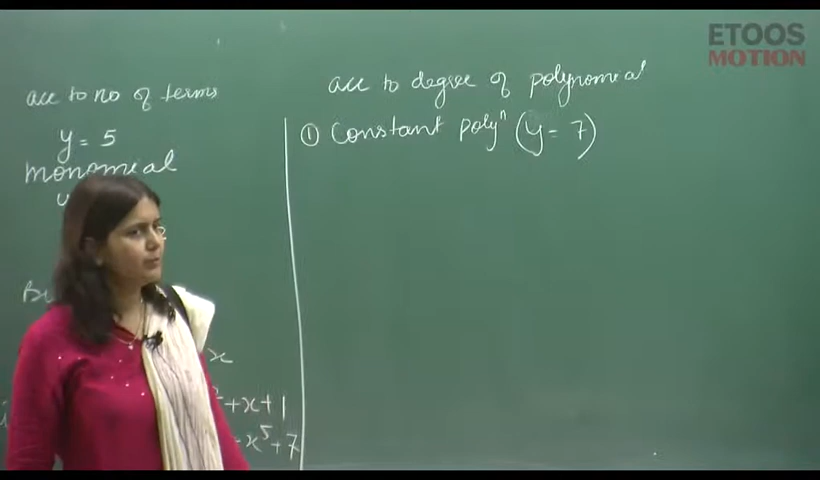 ETOOS
MOTION
acc to no of terms
y = 5
monomial
acc to degree of polynomial
① Constant polyⁿ (y = 7)
x
+x+1
-x⁵+7